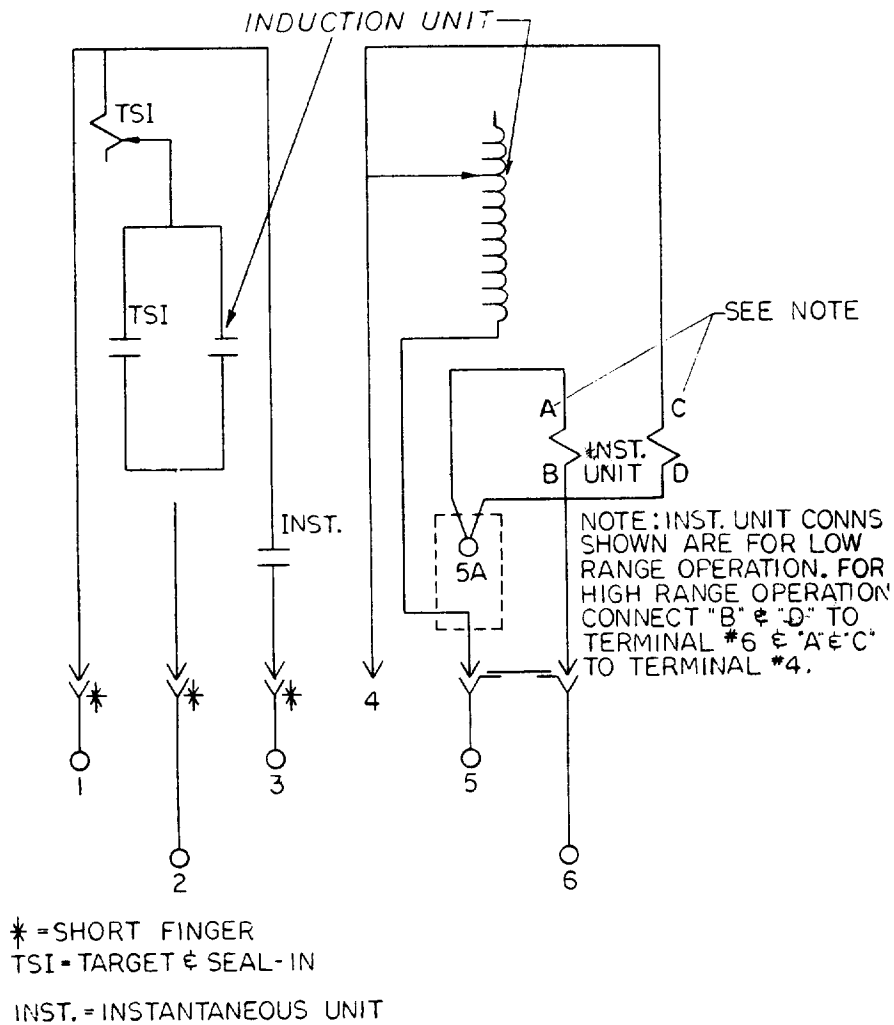 INDUCTION UNIT
TSI
TSI
SEE NOTE
A
C
INST.
UNIT
B
D
INST.
5A
NOTE: INST. UNIT CONNS
SHOWN ARE FOR LOW
RANGE OPERATION. FOR
HIGH RANGE OPERATION
CONNECT "B" & "D" TO
TERMINAL #6 & "A" & "C"
TO TERMINAL #4.
*
*
*
4
1
3
5
2
6
* = SHORT FINGER
TSI = TARGET & SEAL-IN
INST. = INSTANTANEOUS UNIT